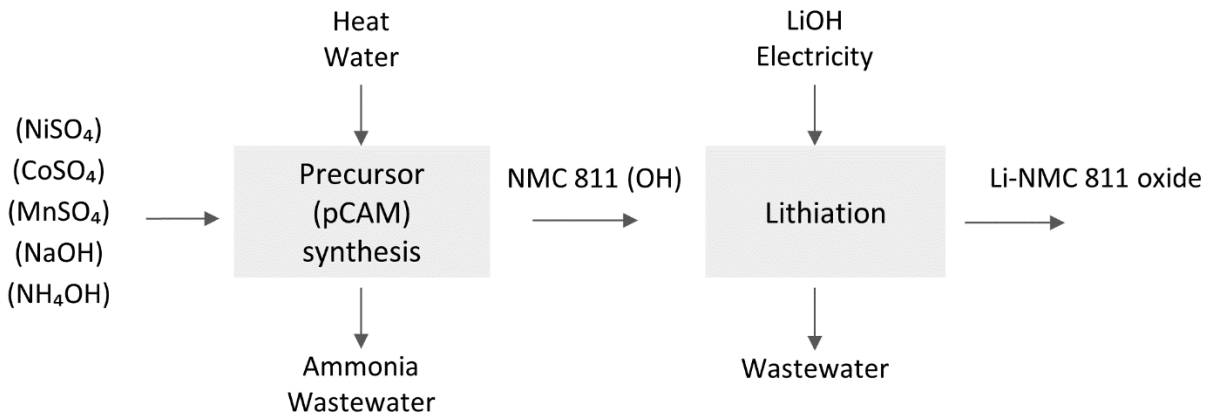 Heat
Water
LiOH
Electricity
(NiSO₄)
(CoSO₄)
(MnSO₄)
(NaOH)
(NH₄OH)
Precursor
(pCAM)
synthesis
NMC 811 (OH)
Lithiation
Li-NMC 811 oxide
Ammonia
Wastewater
Wastewater